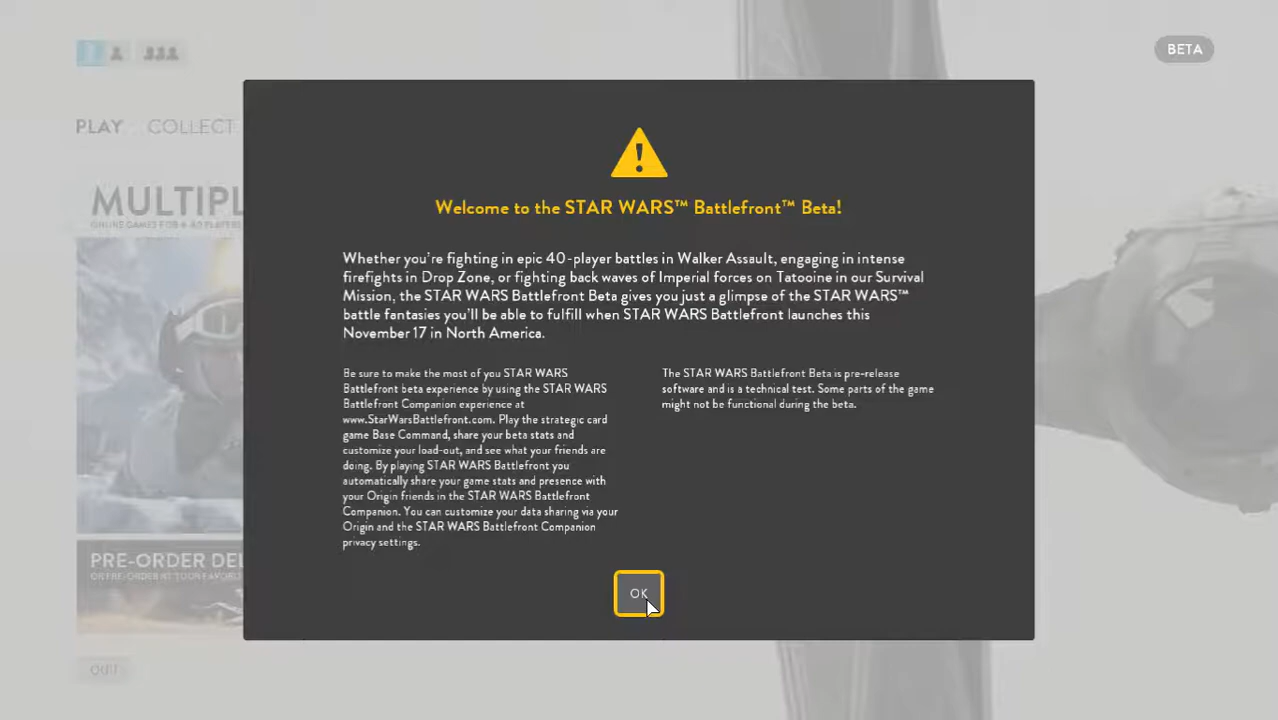 BETA
PLAY COLLECT
MULTIPL
ONLINE GAMES FOR
PRE-ORDER DEL
Welcome to the STAR WARS™ Battlefront™ Beta!
Whether you're fighting in epic 40-player battles in Walker Assault, engaging in intense
firefights in Drop Zone, or fighting back waves of Imperial forces on Tatooine in our Survival
Mission, the STAR WARS Battlefront Beta gives you just a glimpse of the STAR WARS™
battle fantasies you'll be able to fulfill when STAR WARS Battlefront launches this
November 17 in North America.
Be sure to make the most of you STAR WARS
Battlefront beta experience by using the STAR WARS
Battlefront Companion experience at
www.StarWarsBattlefront.com. Play the strategic card
game Base Command, share your beta stats and
customize your load-out, and see what your friends are
doing. By playing STAR WARS Battlefront you
automatically share your game stats and presence with
your Origin friends in the STAR WARS Battlefront
Companion. You can customize your data sharing via your
Origin and the STAR WARS Battlefront Companion
privacy settings.
The STAR WARS Battlefront Beta is pre-release
software and is a technical test. Some parts of the game
might not be functional during the beta.
OK